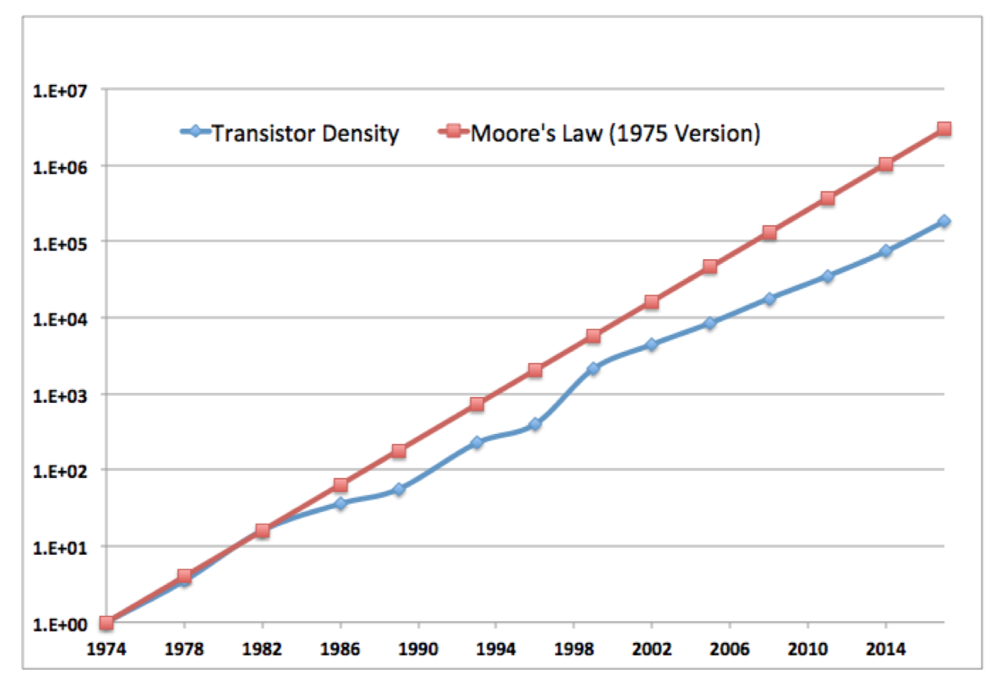 1.E+07
Transistor Density Moore's Law (1975 Version)
1.E+06
1.E+05
1.E+04
1.E+03
1.E+02
1.E+01
1.E+00
1974 1978 1982 1986 1990 1994 1998 2002 2006 2010 2014